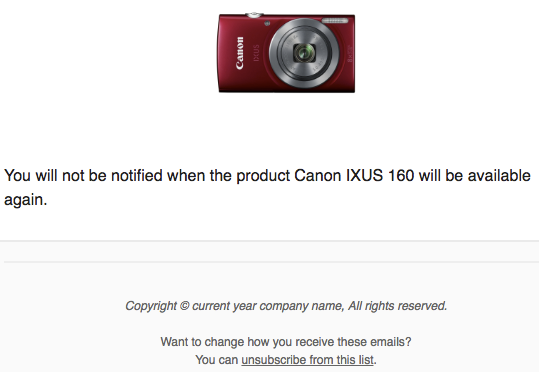 Canon
IXUS
You will not be notified when the product Canon IXUS 160 will be available
again.
Copyright © current year company name, All rights reserved.
Want to change how you receive these emails?
You can unsubscribe from this list.